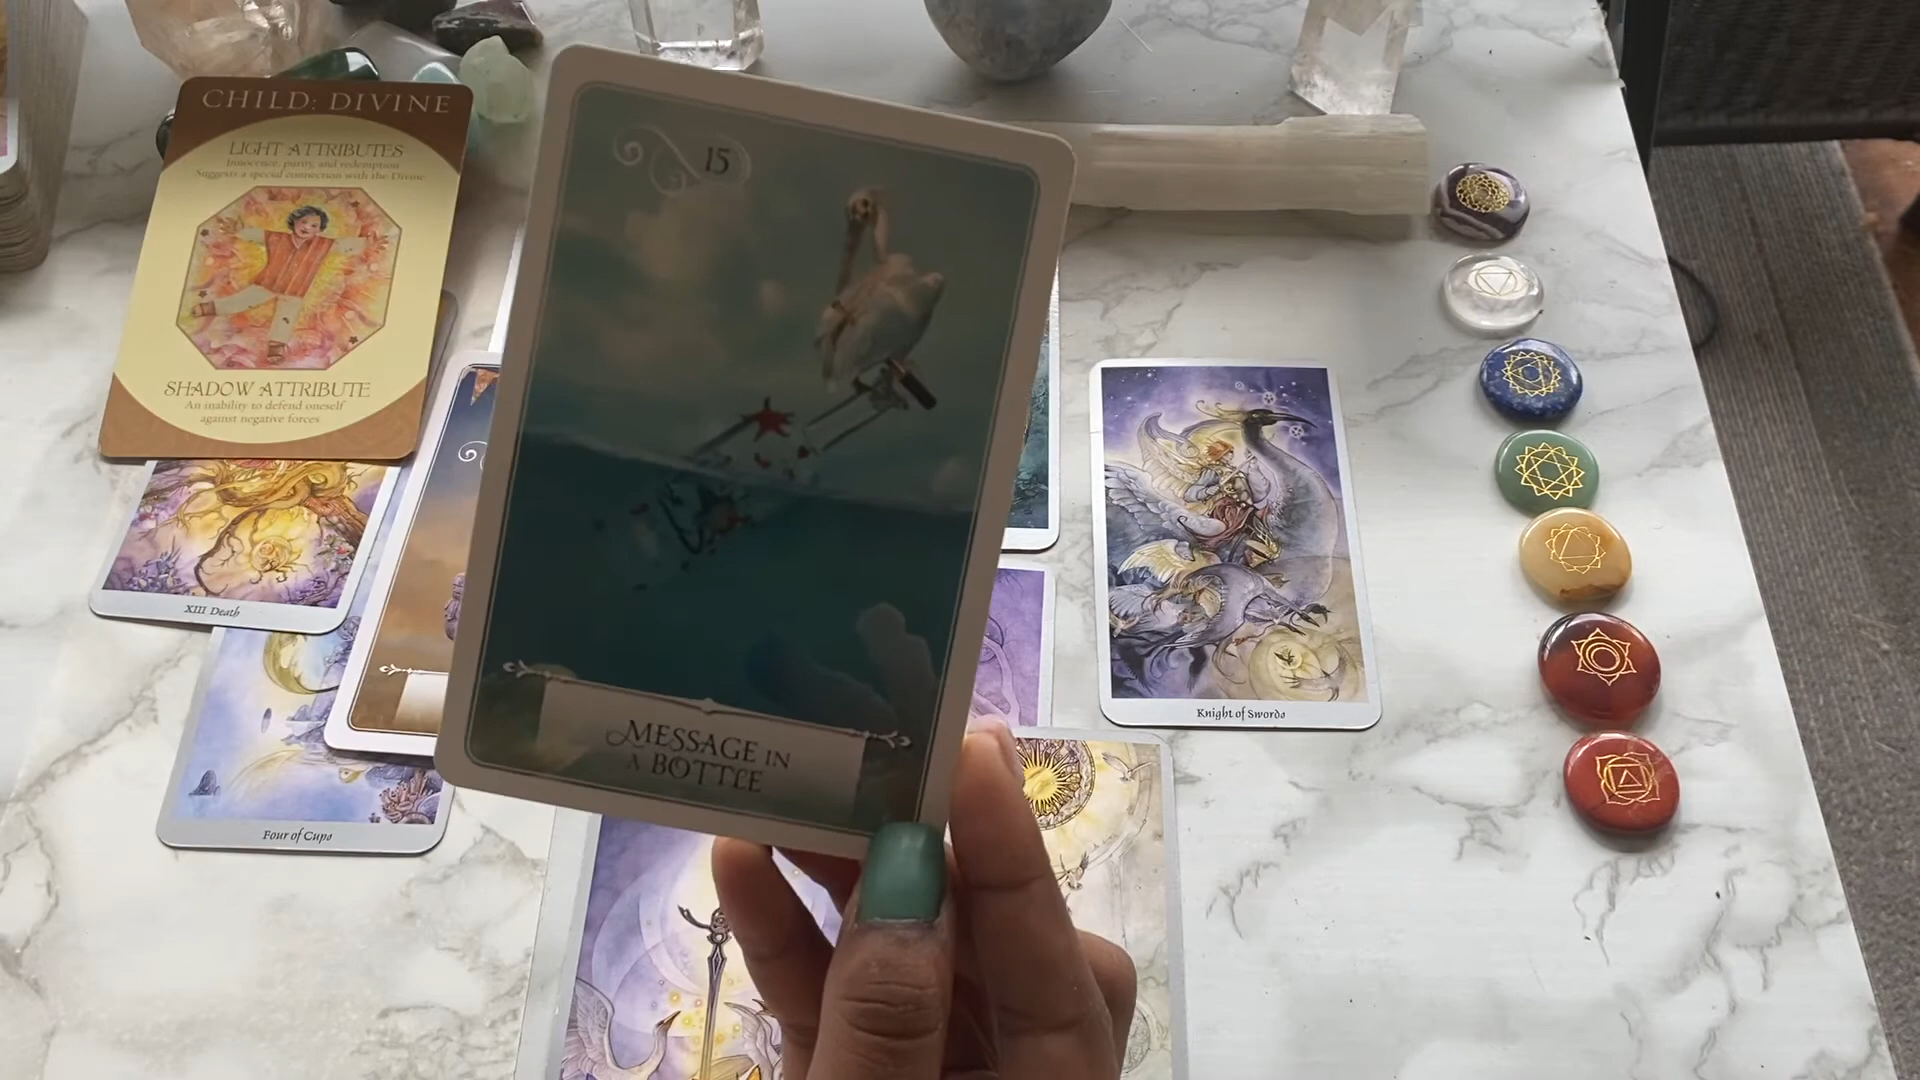 CHILD: DIVINE
LIGHT ATTRIBUTES
Innocence, purity, and redemption
Suggests a special connection with the Divine
SHADOW ATTRIBUTE
An inability to defend oneself
against negative forces
XIII Death
Four of Cups
15
MESSAGE IN
A BOTTLE
Knight of Swords